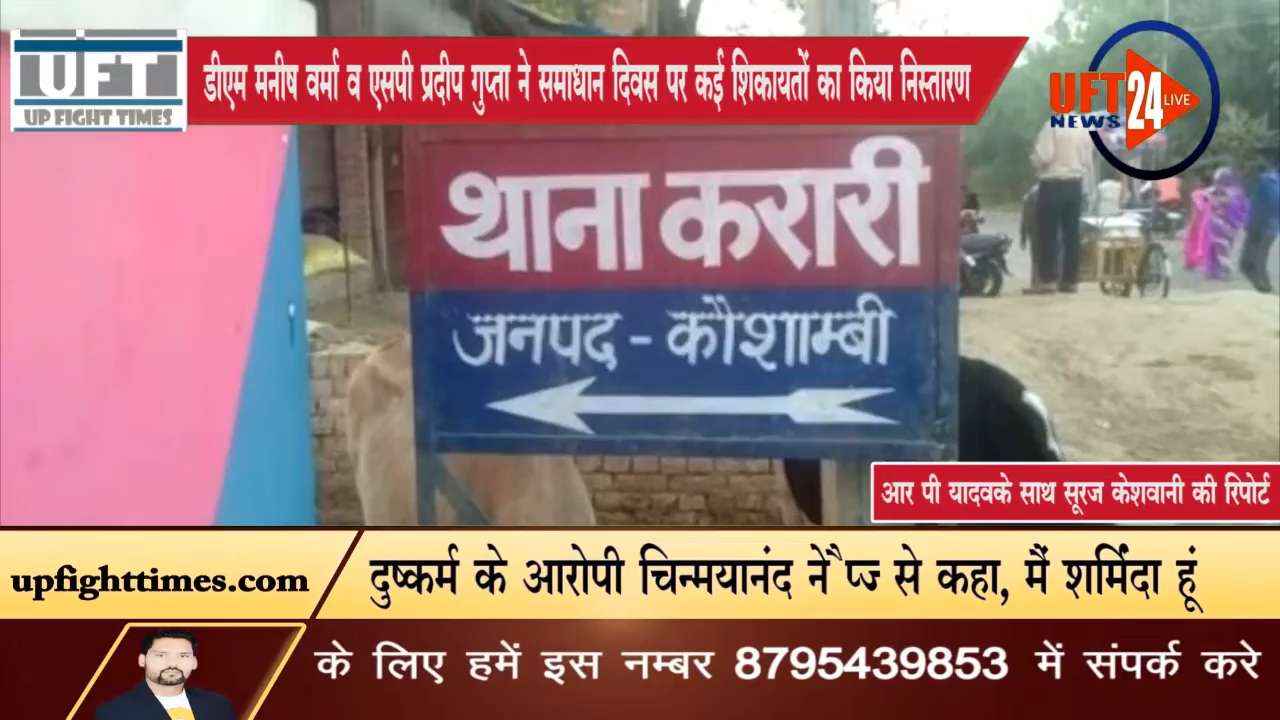 UFT
UP FIGHT TIMES
डीएम मनीष वर्मा व एसपी प्रदीप गुप्ता ने समाधान दिवस पर कई शिकायतों का किया निस्तारण
UFT
NEWS
24
LIVE
थाना करारी
जनपद - कौशाम्बी
आर पी यादवके साथ सूरज केशवानी की रिपोर्ट
upfighttimes.com
दुष्कर्म के आरोपी चिन्मयानंद ने ैप्ज से कहा, मैं शर्मिंदा हूं
के लिए हमें इस नम्बर 8795439853 में संपर्क करे